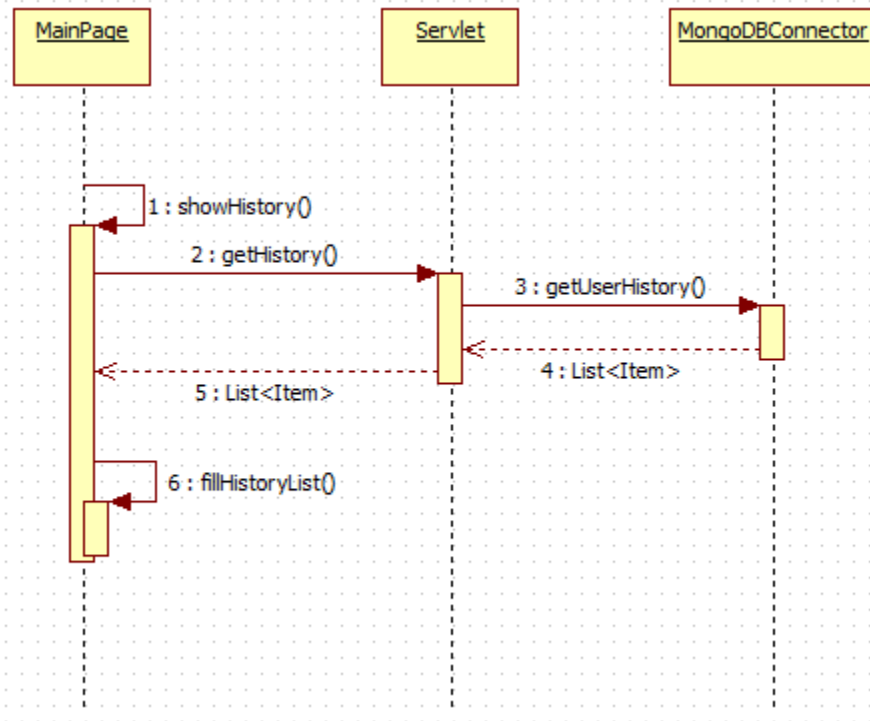 MainPage
Servlet
MongoDBConnector
1 : showHistory()
2 : getHistory()
3 : getUserHistory()
4 : List<Item>
5 : List<Item>
6 : fillHistoryList()